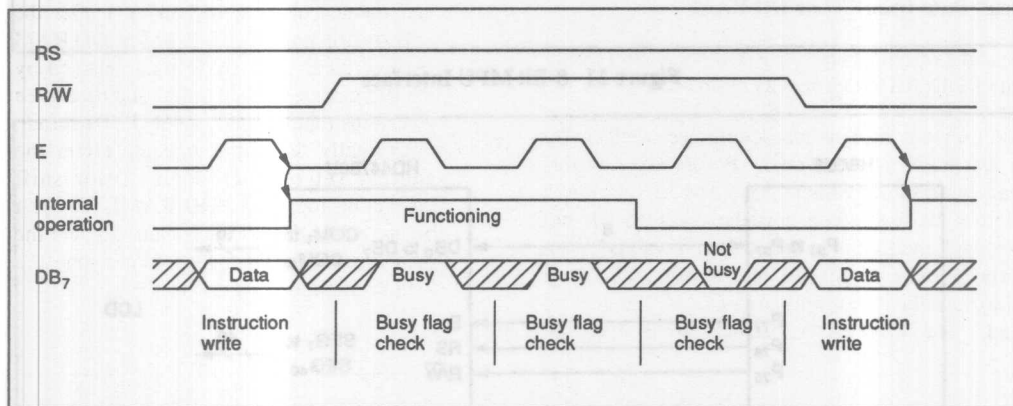 RS
R/W̅
E
Internal
operation
Functioning
DB₇
Data
Busy
Busy
Not
busy
Data
Instruction
write
Busy flag
check
Busy flag
check
Busy flag
check
Instruction
write